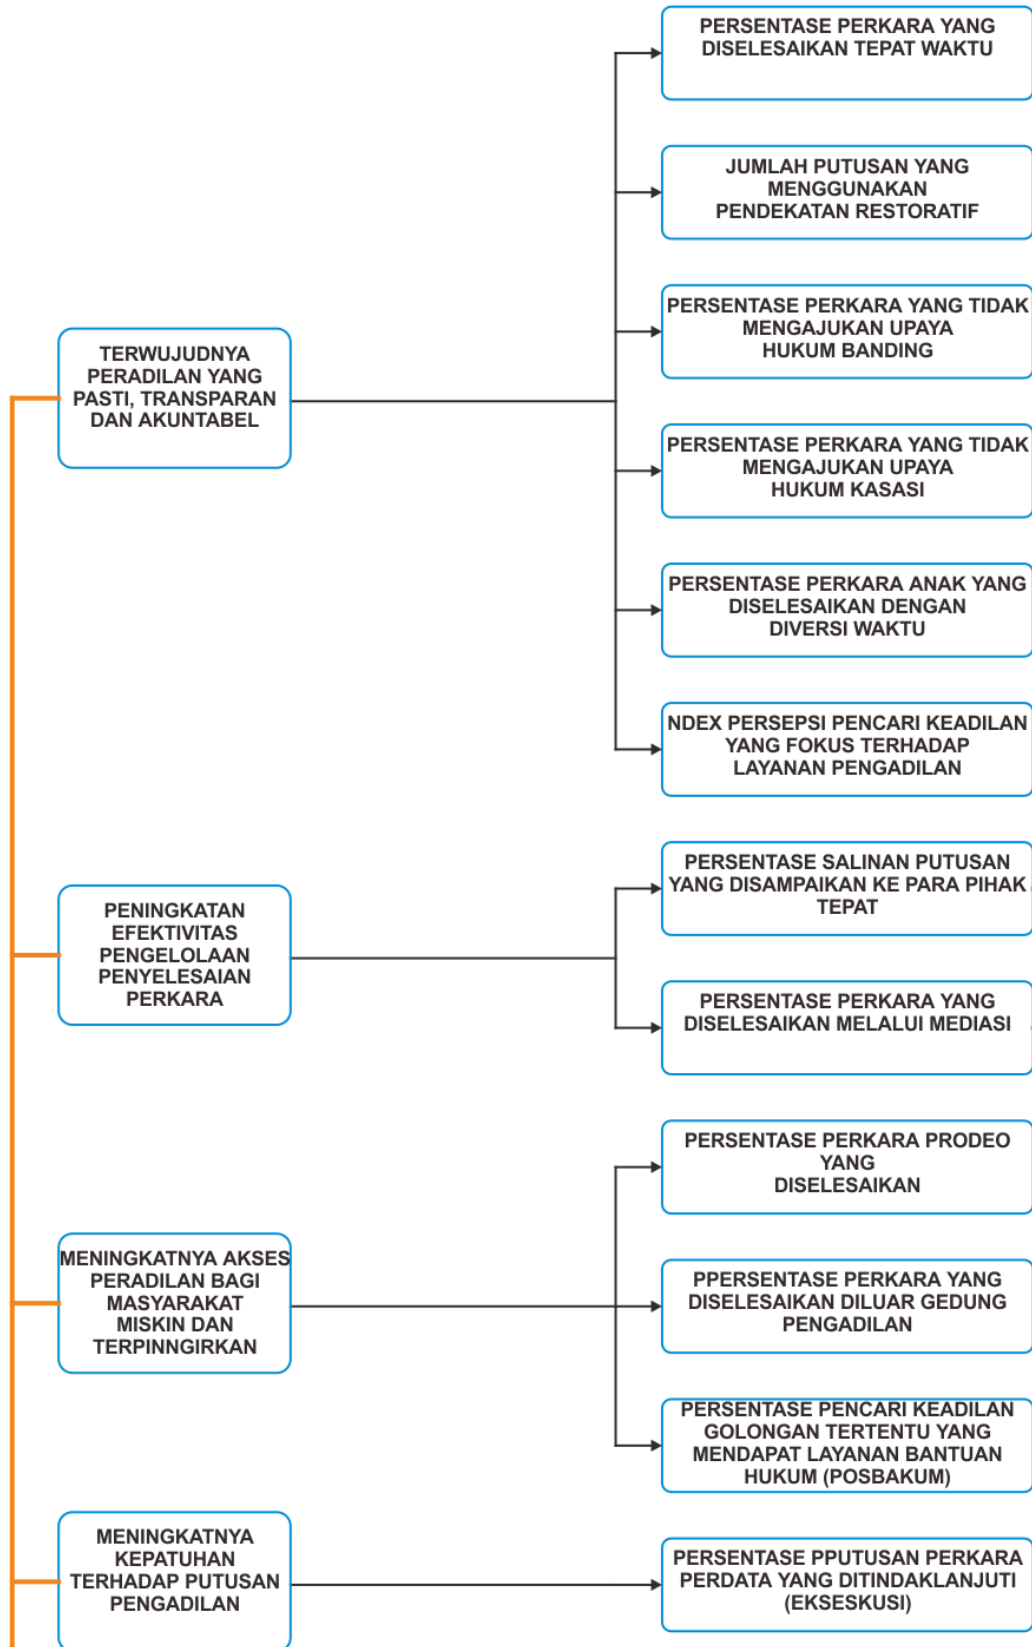 PERSENTASE PERKARA YANG
DISELESAIKAN TEPAT WAKTU
JUMLAH PUTUSAN YANG
MENGGUNAKAN
PENDEKATAN RESTORATIF
PERSENTASE PERKARA YANG TIDAK
MENGAJUKAN UPAYA
HUKUM BANDING
TERWUJUDNYA
PERADILAN YANG
PASTI, TRANSPARAN
DAN AKUNTABEL
PERSENTASE PERKARA YANG TIDAK
MENGAJUKAN UPAYA
HUKUM KASASI
PERSENTASE PERKARA ANAK YANG
DISELESAIKAN DENGAN
DIVERSI WAKTU
NDEX PERSEPSI PENCARI KEADILAN
YANG FOKUS TERHADAP
LAYANAN PENGADILAN
PENINGKATAN
EFEKTIVITAS
PENGELOLAAN
PENYELESAIAN
PERKARA
PERSENTASE SALINAN PUTUSAN
YANG DISAMPAIKAN KE PARA PIHAK
TEPAT
PERSENTASE PERKARA YANG
DISELESAIKAN MELALUI MEDIASI
MENINGKATNYA AKSES
PERADILAN BAGI
MASYARAKAT
MISKIN DAN
TERPINNGIRKAN
PERSENTASE PERKARA PRODEO
YANG
DISELESAIKAN
PPERSENTASE PERKARA YANG
DISELESAIKAN DILUAR GEDUNG
PENGADILAN
PERSENTASE PENCARI KEADILAN
GOLONGAN TERTENTU YANG
MENDAPAT LAYANAN BANTUAN
HUKUM (POSBAKUM)
MENINGKATNYA
KEPATUHAN
TERHADAP PUTUSAN
PENGADILAN
PERSENTASE PPUTUSAN PERKARA
PERDATA YANG DITINDAKLANJUTI
(EKSESKUSI)